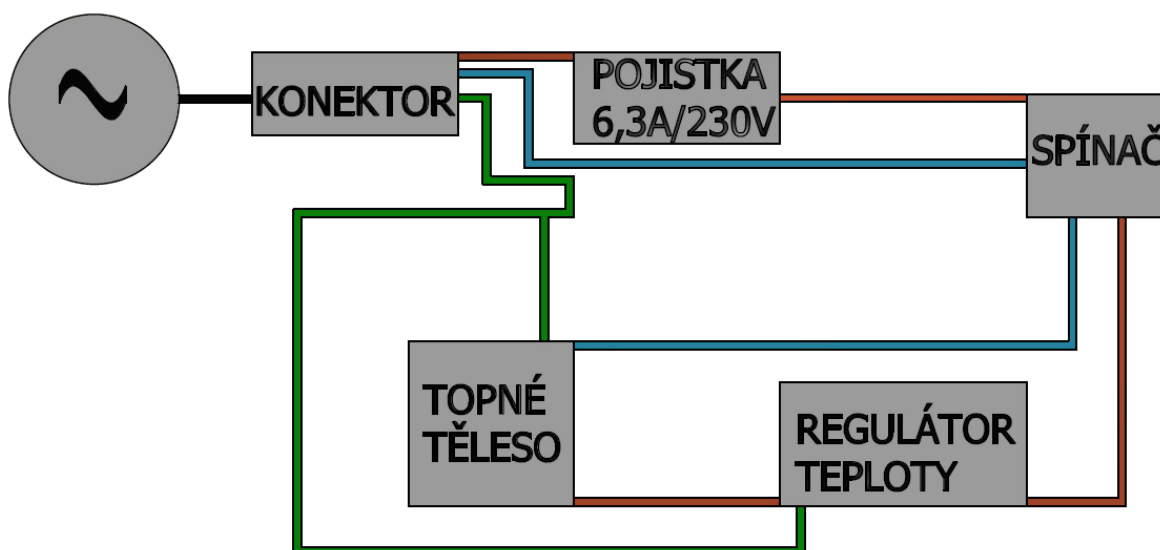 ~
KONEKTOR
POJISTKA
6,3A/230V
SPÍNAČ
TOPNÉ
TĚLESO
REGULÁTOR
TEPLOTY